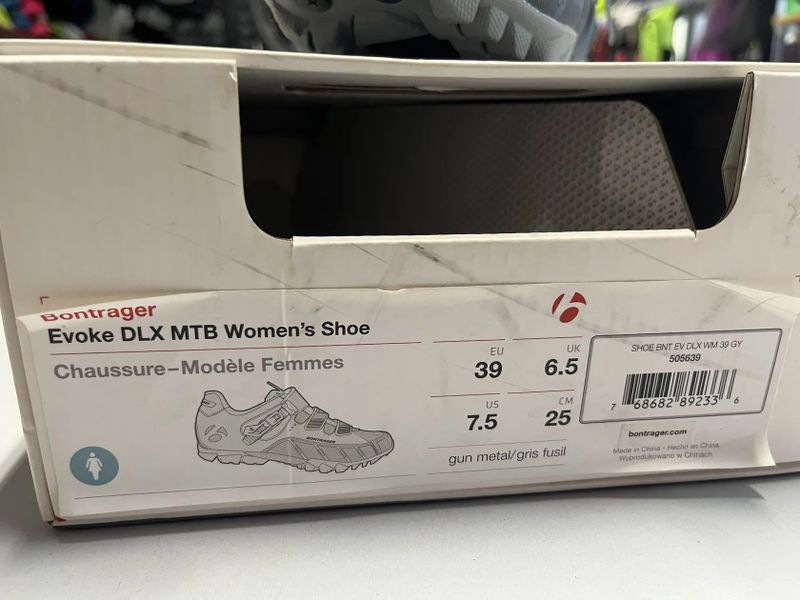 Bontrager
Evoke DLX MTB Women's Shoe
Chaussure–Modèle Femmes
BONTRAGER
EU
39
UK
6.5
US
7.5
CM
25
gun metal/gris fusil
SHOE BNT EV DLX WM 39 GY
505639
7 68682 89233 6
bontrager.com
Made in China • Hecho en China
Wyprodukowano w Chinach